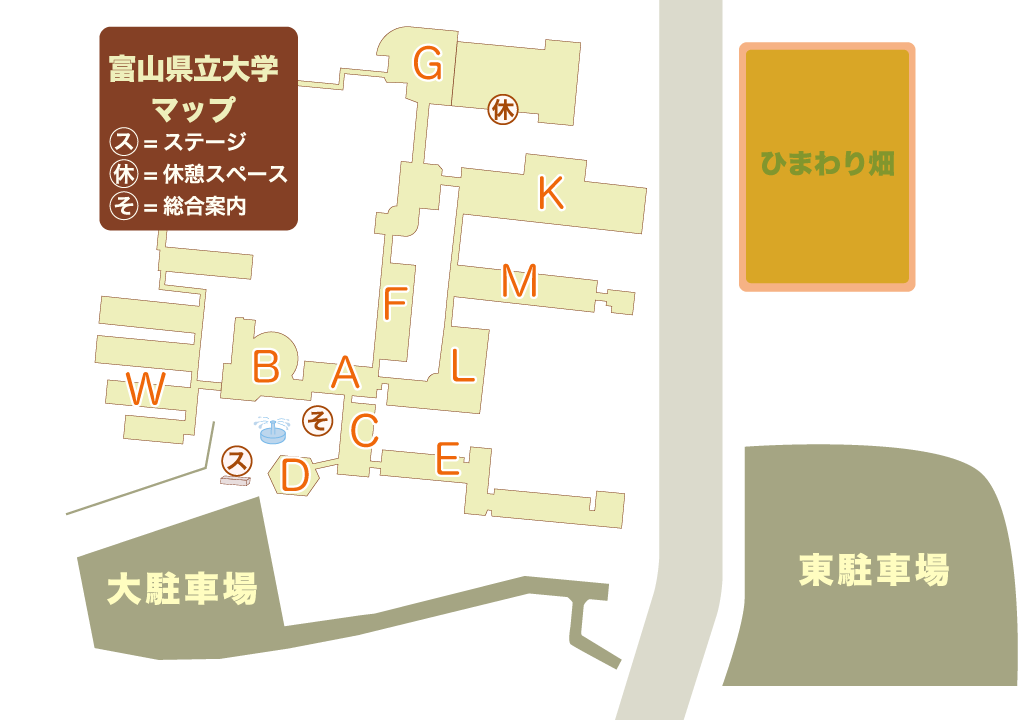 富山県立大学
マップ
ス = ステージ
休 = 休憩スペース
そ = 総合案内
G
休
ひまわり畑
K
M
F
B
A
L
W
そ
C
ス
D
E
大駐車場
東駐車場